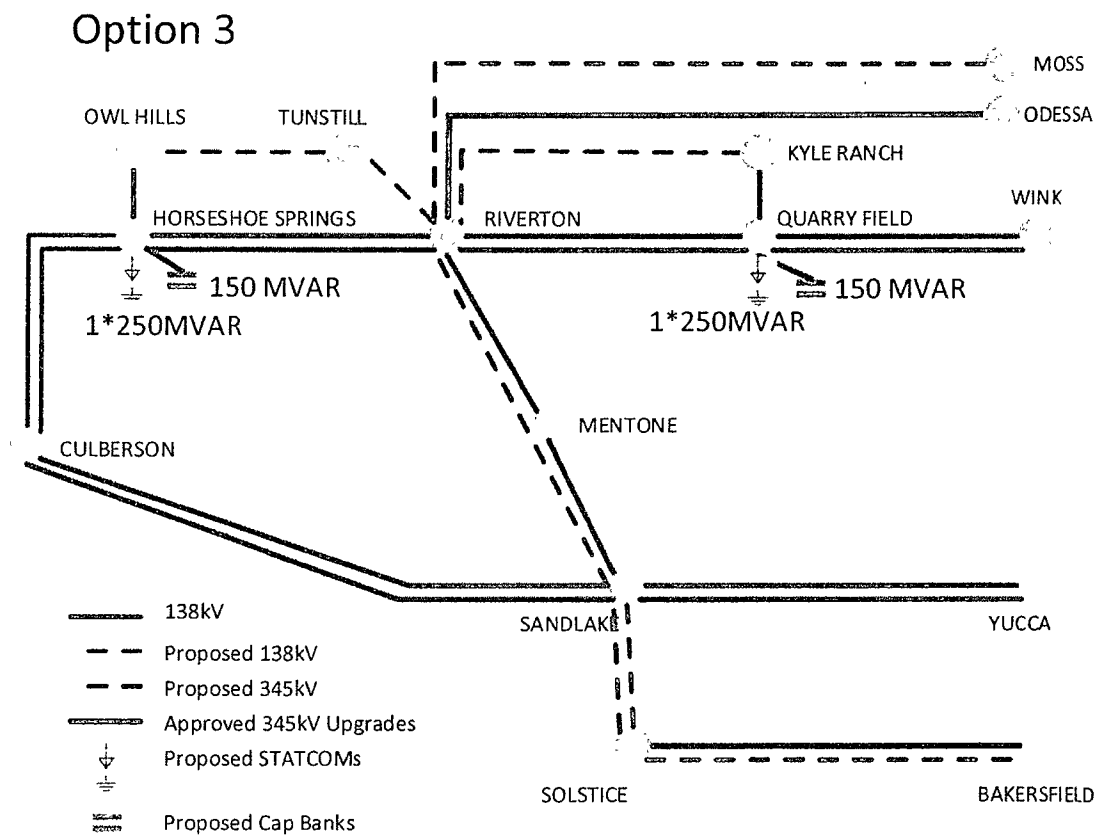 Option 3
MOSS
OWL HILLS
TUNSTILL
ODESSA
KYLE RANCH
WINK
HORSESHOE SPRINGS
RIVERTON
QUARRY FIELD
150 MVAR
150 MVAR
1*250MVAR
1*250MVAR
MENTONE
CULBERSON
138kV
SANDLAKE
YUCCA
Proposed 138kV
Proposed 345kV
Approved 345kV Upgrades
Proposed STATCOMs
SOLSTICE
BAKERSFIELD
Proposed Cap Banks